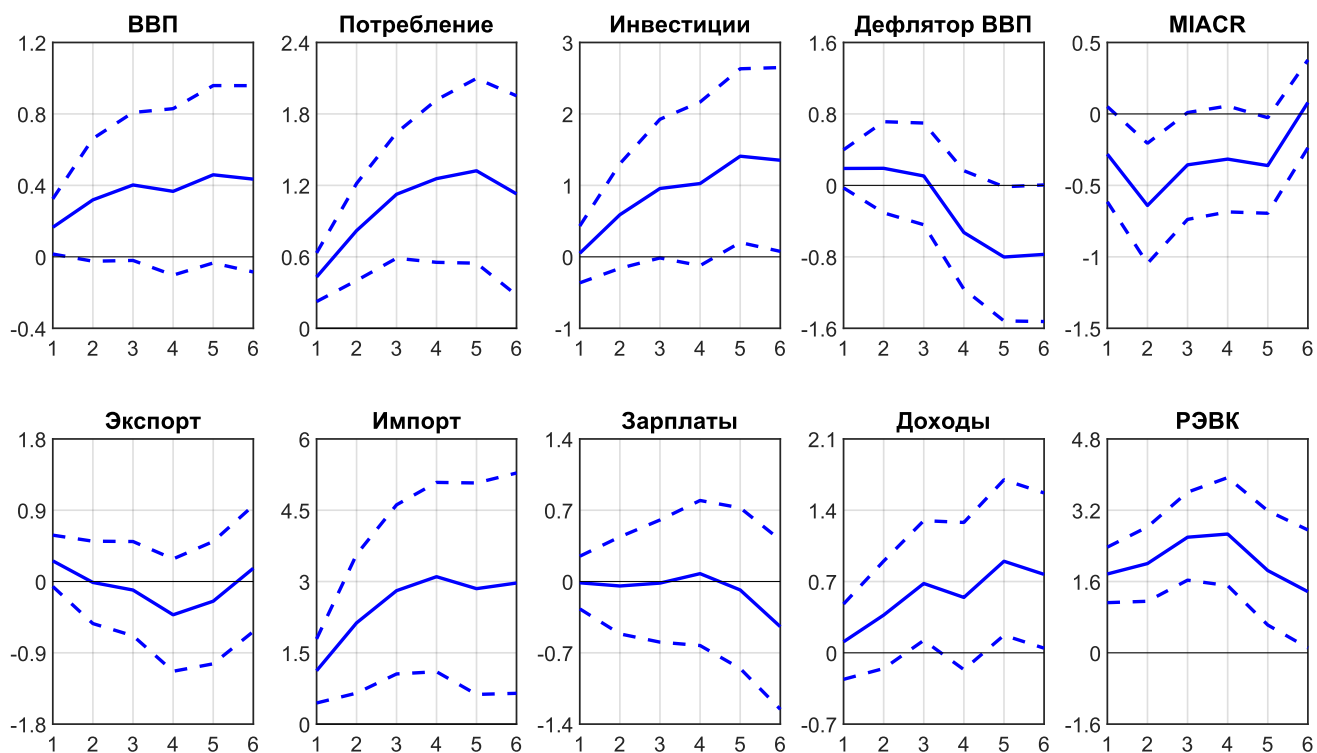 ВВП Потребление Инвестиции Дефлятор ВВП MIACR
1.2 2.4 3 1.6 0.5
0.8 1.8 2 0.8 0
0.4 1.2 1 0 -0.5
0 0.6 0 -0.8 -1
-0.4 0 -1 -1.6 -1.5
1 2 3 4 5 6 1 2 3 4 5 6 1 2 3 4 5 6 1 2 3 4 5 6 1 2 3 4 5 6
Экспорт Импорт Зарплаты Доходы РЭВК
1.8 6 1.4 2.1 4.8
0.9 4.5 0.7 1.4 3.2
0 3 0 0.7 1.6
-0.9 1.5 -0.7 0 0
-1.8 0 -1.4 -0.7 -1.6
1 2 3 4 5 6 1 2 3 4 5 6 1 2 3 4 5 6 1 2 3 4 5 6 1 2 3 4 5 6